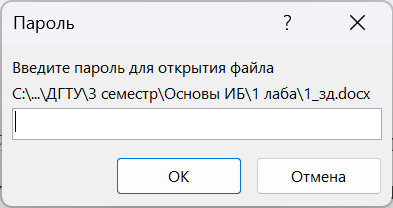 Пароль
?
Введите пароль для открытия файла
C:\...\ДГТУ\3 семестр\Основы ИБ\1 лаба\1_зд.docx
OK
Отмена